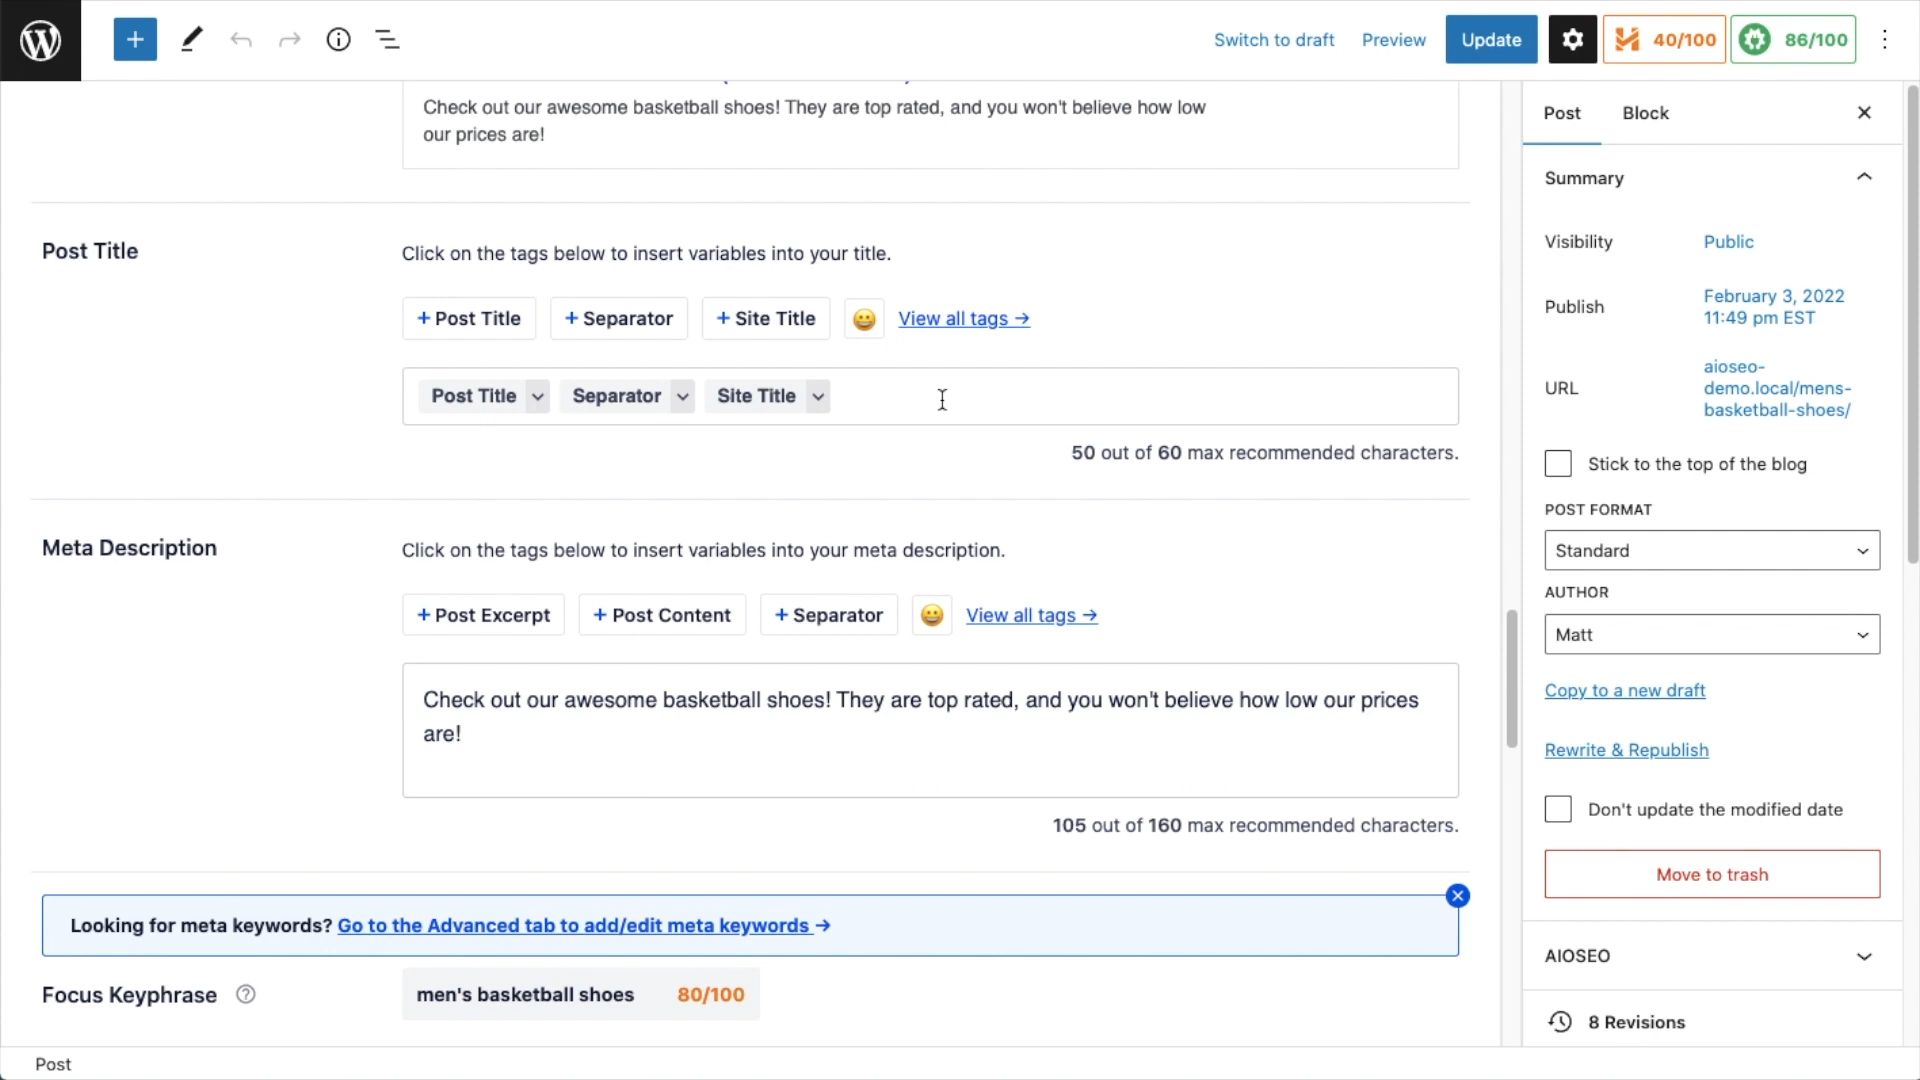 Switch to draft
Preview
Update
40/100
86/100
Check out our awesome basketball shoes! They are top rated, and you won't believe how low
our prices are!
Post Title
Click on the tags below to insert variables into your title.
+ Post Title
+ Separator
+ Site Title
View all tags →
Post Title
Separator
Site Title
50 out of 60 max recommended characters.
Meta Description
Click on the tags below to insert variables into your meta description.
+ Post Excerpt
+ Post Content
+ Separator
View all tags →
Check out our awesome basketball shoes! They are top rated, and you won't believe how low our prices
are!
105 out of 160 max recommended characters.
Looking for meta keywords? Go to the Advanced tab to add/edit meta keywords →
Focus Keyphrase
men's basketball shoes 80/100
Post
Block
Summary
Visibility
Public
Publish
February 3, 2022
11:49 pm EST
URL
aioseo-
demo.local/mens-
basketball-shoes/
Stick to the top of the blog
POST FORMAT
Standard
AUTHOR
Matt
Copy to a new draft
Rewrite & Republish
Don't update the modified date
Move to trash
AIOSEO
8 Revisions
Post